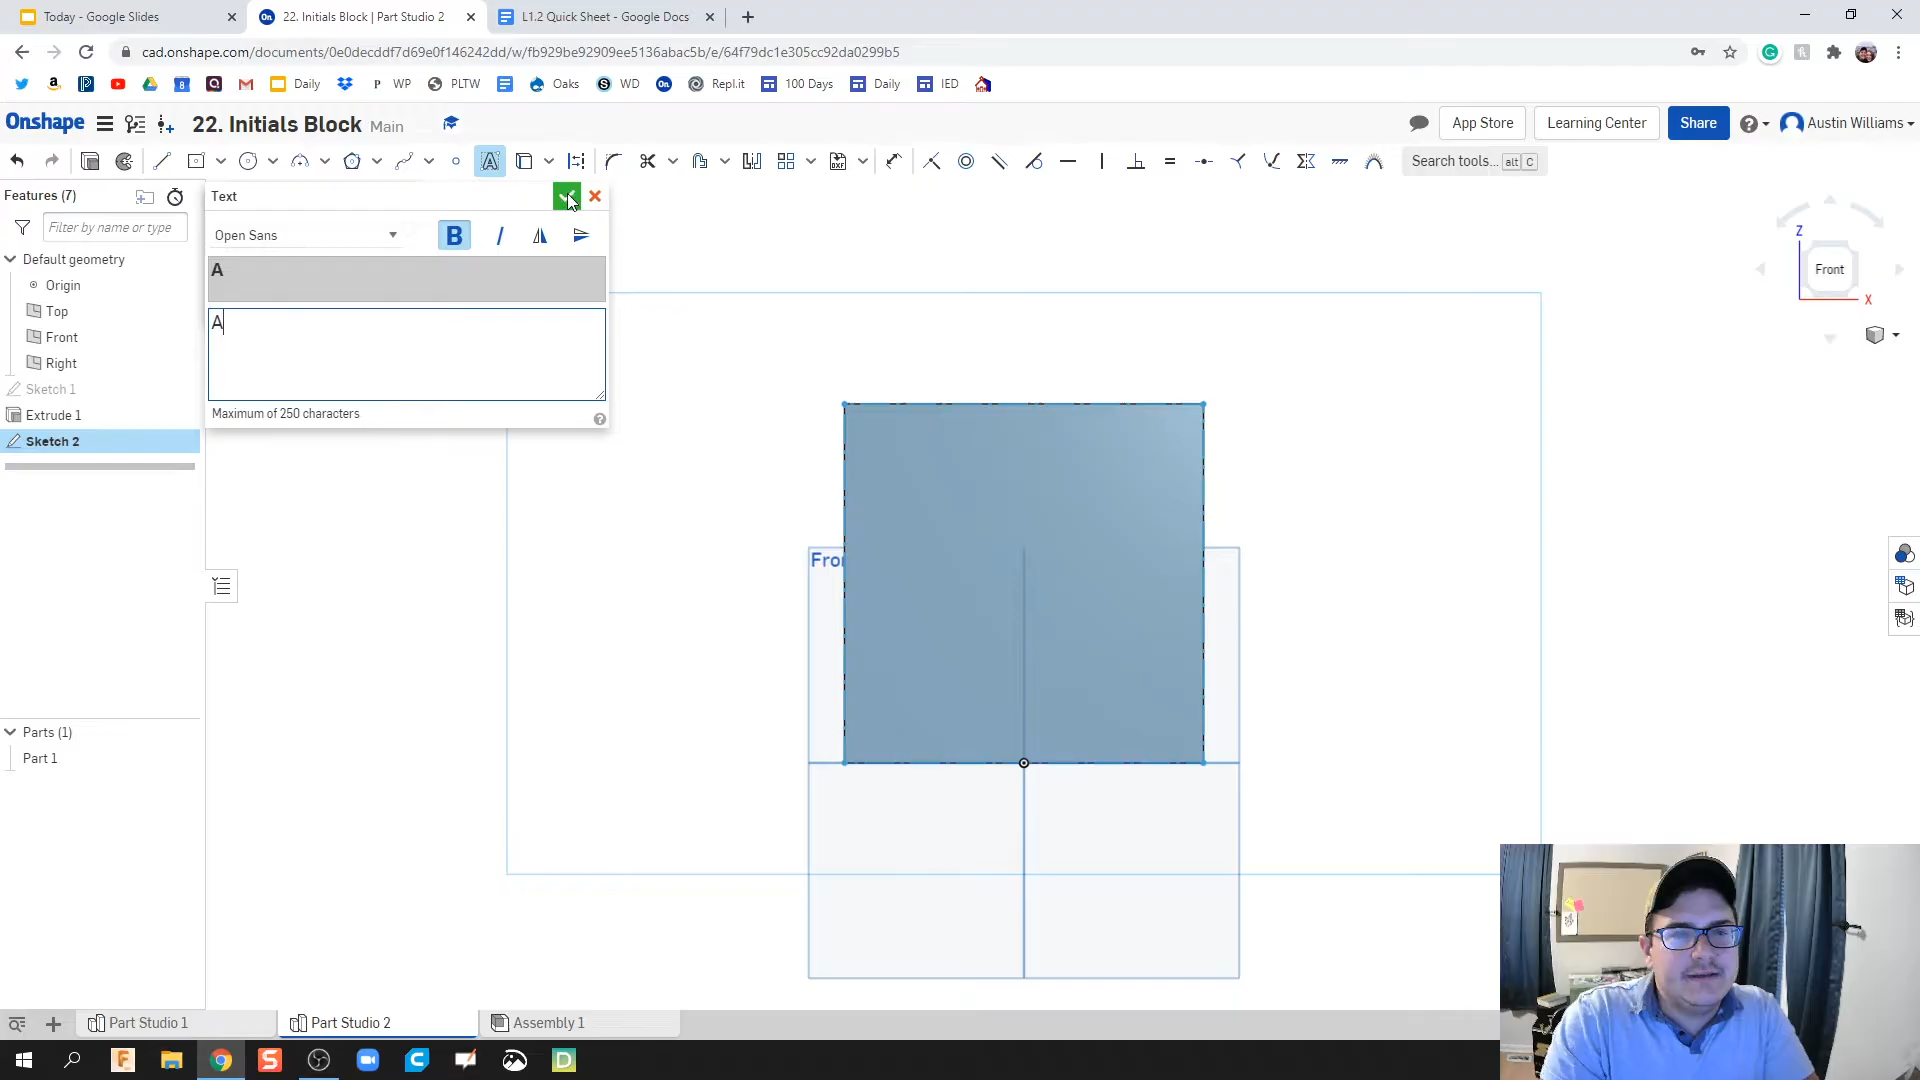 Today - Google Slides
22. Initials Block | Part Studio 2
L1.2 Quick Sheet - Google Docs
cad.onshape.com/documents/0e0decddf7d69e0f146242dd/w/fb929be92909ee5136abac5b/e/64f79dc1e305cc92da0299b5
Daily
WP
PLTW
Oaks
WD
Repl.it
100 Days
Daily
IED
Onshape
22. Initials Block Main
App Store
Learning Center
Share
Austin Williams
Search tools... alt C
Features (7)
Text
Filter by name or type
Open Sans
B I
Default geometry
A
Origin
Top
A
Front
Right
Sketch 1
Extrude 1
Maximum of 250 characters
Sketch 2
Z
Front
X
Fro
Parts (1)
Part 1
Part Studio 1
Part Studio 2
Assembly 1